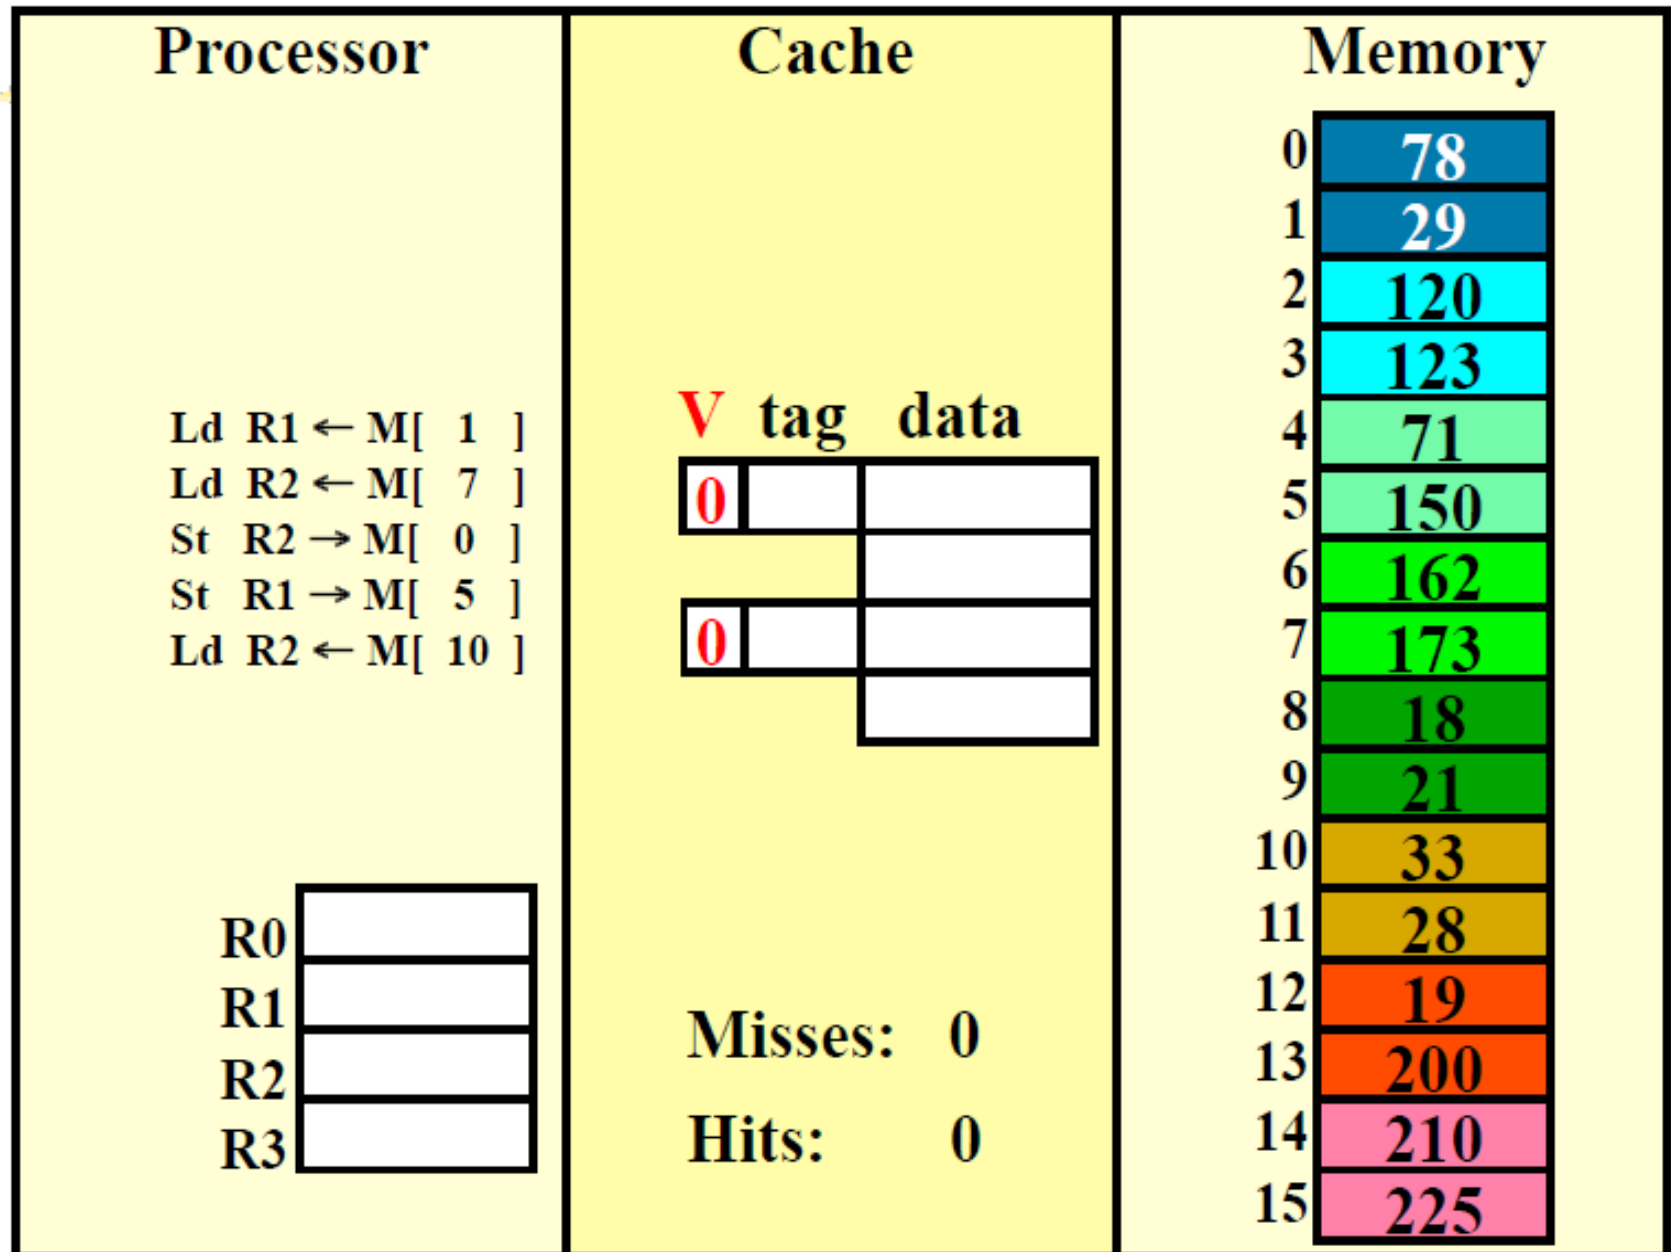 Processor
Ld R1 ← M[ 1 ]
Ld R2 ← M[ 7 ]
St R2 → M[ 0 ]
St R1 → M[ 5 ]
Ld R2 ← M[ 10 ]
R0
R1
R2
R3
Cache
V tag data
0
0
Misses: 0
Hits: 0
Memory
0 78
1 29
2 120
3 123
4 71
5 150
6 162
7 173
8 18
9 21
10 33
11 28
12 19
13 200
14 210
15 225